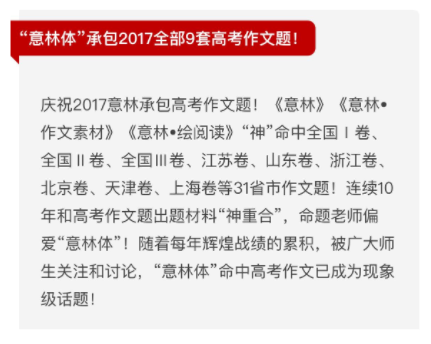 “意林体”承包2017全部9套高考作文题！
庆祝2017意林承包高考作文题！《意林》《意林•
作文素材》《意林•绘阅读》“神”命中全国Ⅰ卷、
全国Ⅱ卷、全国Ⅲ卷、江苏卷、山东卷、浙江卷、
北京卷、天津卷、上海卷等31省市作文题！连续10
年和高考作文题出题材料“神重合”，命题老师偏
爱“意林体”！随着每年辉煌战绩的累积，被广大师
生关注和讨论，“意林体”命中高考作文已成为现象
级话题！